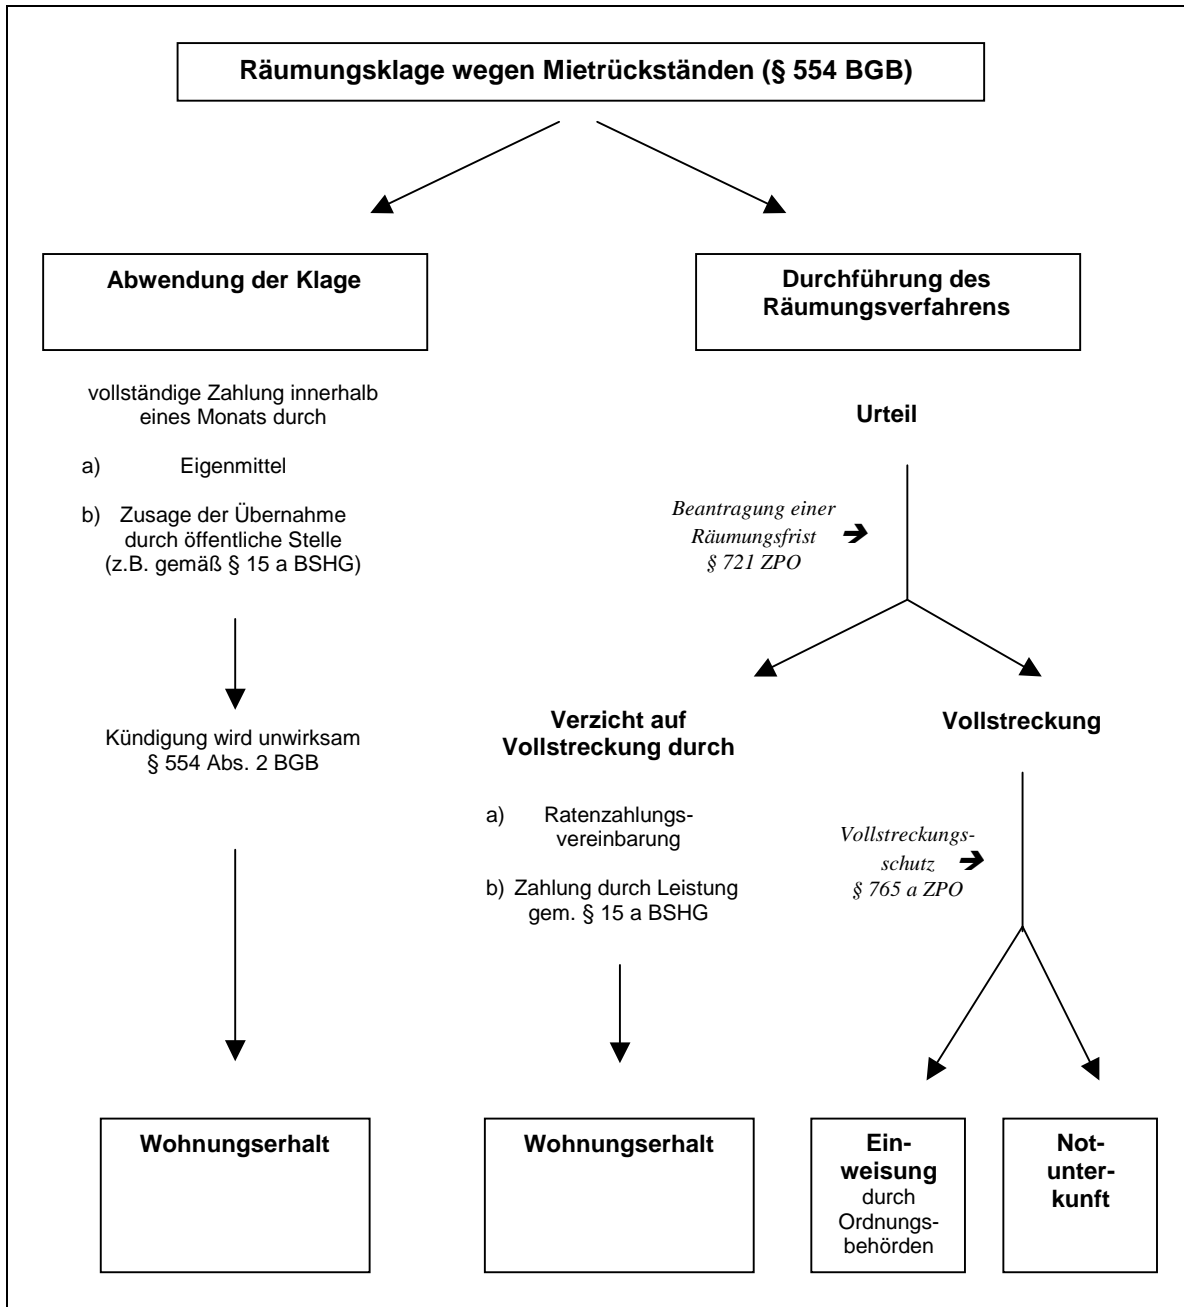 Räumungsklage wegen Mietrückständen (§ 554 BGB)
Abwendung der Klage
vollständige Zahlung innerhalb
eines Monats durch
a) Eigenmittel
b) Zusage der Übernahme
durch öffentliche Stelle
(z.B. gemäß § 15 a BSHG)
Kündigung wird unwirksam
§ 554 Abs. 2 BGB
Wohnungserhalt
Durchführung des
Räumungsverfahrens
Urteil
Beantragung einer
Räumungsfrist ➔
§ 721 ZPO
Verzicht auf
Vollstreckung durch
a) Ratenzahlungs-
vereinbarung
b) Zahlung durch Leistung
gem. § 15 a BSHG
Wohnungserhalt
Vollstreckung
Vollstreckungs-
schutz ➔
§ 765 a ZPO
Ein-
weisung
durch
Ordnungs-
behörden
Not-
unter-
kunft